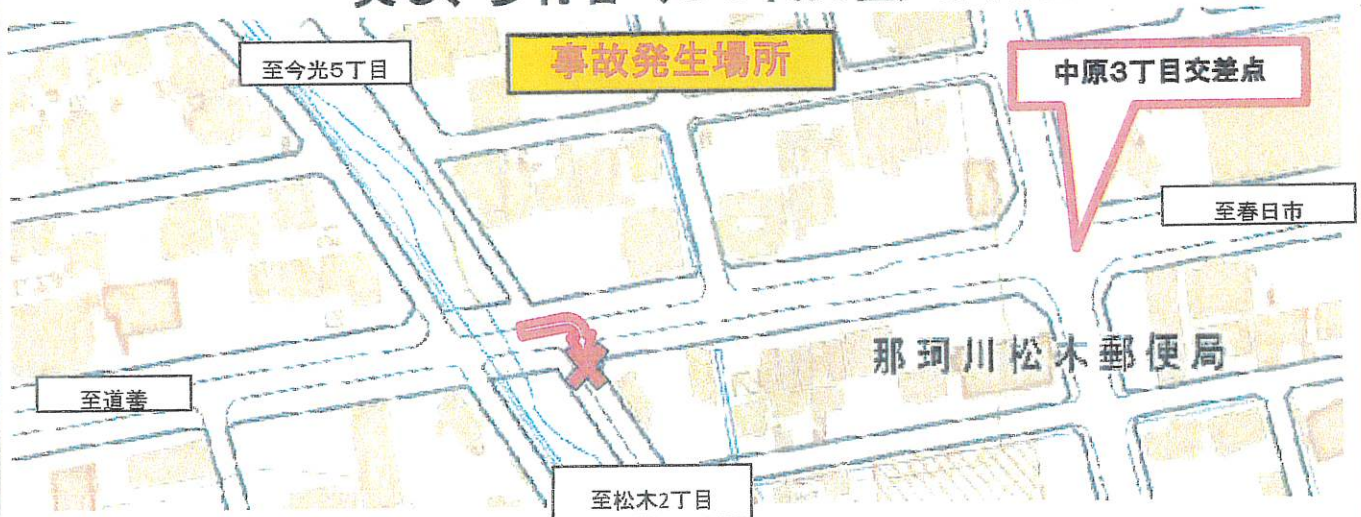 至今光5丁目
事故発生場所
中原3丁目交差点
至春日市
那珂川松木郵便局
至道善
至松木2丁目